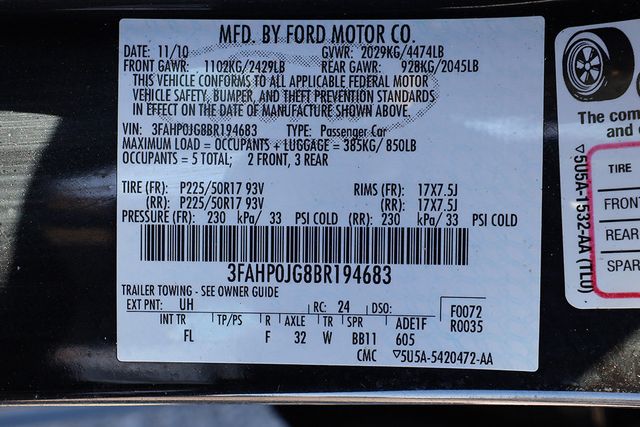 MFD. BY FORD MOTOR CO.
DATE: 11/10 GVWR: 2029KG/4474LB
FRONT GAWR: 1102KG/2429LB REAR GAWR: 928KG/2045LB
THIS VEHICLE CONFORMS TO ALL APPLICABLE FEDERAL MOTOR
VEHICLE SAFETY, BUMPER, AND THEFT PREVENTION STANDARDS
IN EFFECT ON THE DATE OF MANUFACTURE SHOWN ABOVE.
VIN: 3FAHP0JG8BR194683 TYPE: Passenger Car
MAXIMUM LOAD = OCCUPANTS + LUGGAGE = 385KG/ 850LB
OCCUPANTS = 5 TOTAL; 2 FRONT, 3 REAR
TIRE (FR): P225/50R17 93V RIMS (FR): 17X7.5J
(RR): P225/50R17 93V (RR): 17X7.5J
PRESSURE (FR): 230 kPa/ 33 PSI COLD (RR): 230 kPa/ 33 PSI COLD
3FAHP0JG8BR194683
TRAILER TOWING - SEE OWNER GUIDE
EXT PNT: UH RC: 24 DSO: F0072
R0035
INT TR TP/PS R AXLE TR SPR ADE1F
FL F 32 W BB11 605
CMC ▽5U5A-5420472-AA
The com
and c
▽5U5A-1532-AA (TL0)
TIRE
FRON
REAR
SPAR